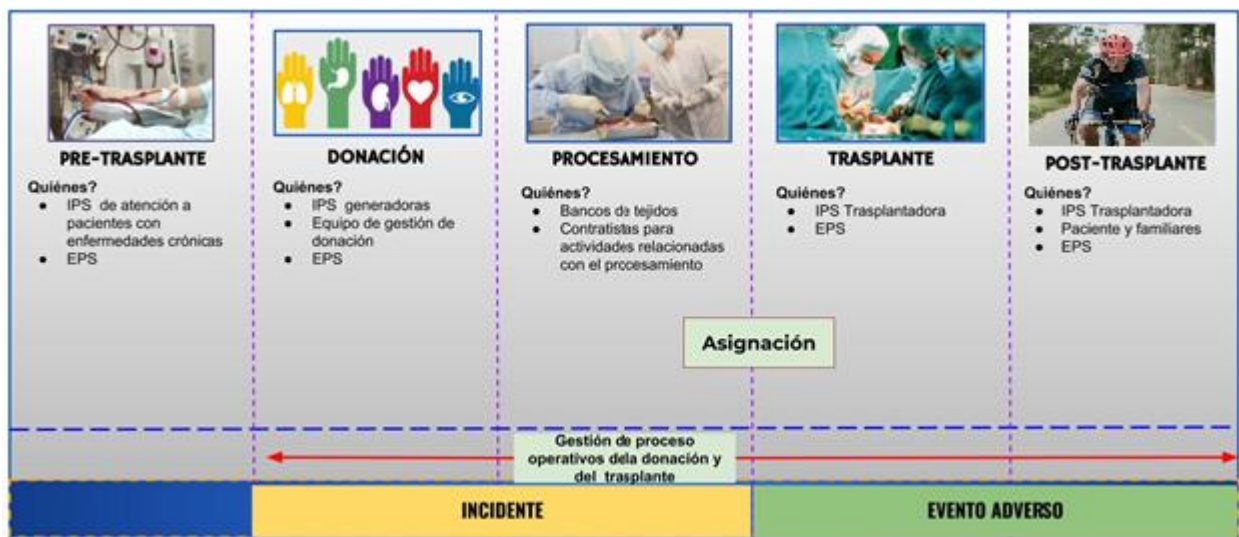 PRE-TRASPLANTE
Quiénes?
● IPS de atención a
pacientes con
enfermedades crónicas
● EPS
DONACIÓN
Quiénes?
● IPS generadoras
● Equipo de gestión de
donación
● EPS
PROCESAMIENTO
Quiénes?
● Bancos de tejidos
● Contratistas para
actividades relacionadas
con el procesamiento
TRASPLANTE
Quiénes?
● IPS Trasplantadora
● EPS
POST-TRASPLANTE
Quiénes?
● IPS Trasplantadora
● Paciente y familiares
● EPS
Asignación
Gestión de proceso
operativos dela donación y
del trasplante
INCIDENTE
EVENTO ADVERSO